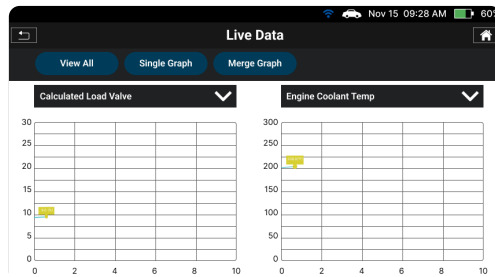 Nov 15 09:28 AM 60%
Live Data
View All Single Graph Merge Graph
Calculated Load Valve
Engine Coolant Temp
30
25
20
15
10
5
0
0 2 4 6 8 10
300
250
200
150
100
50
0
0 2 4 6 8 10